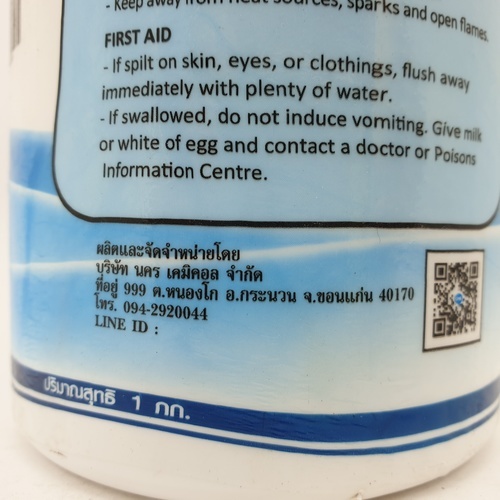 - Keep away from heat sources, sparks and open flames.
FIRST AID
- If spilt on skin, eyes, or clothings, flush away
immediately with plenty of water.
- If swallowed, do not induce vomiting. Give milk
or white of egg and contact a doctor or Poisons
Information Centre.
ผลิตและจัดจำหน่ายโดย
บริษัท นคร เคมิคอล จำกัด
ที่อยู่ 999 ต.หนองโก อ.กระนวน จ.ขอนแก่น 40170
โทร. 094-2920044
LINE ID :
ปริมาณสุทธิ 1 กก.